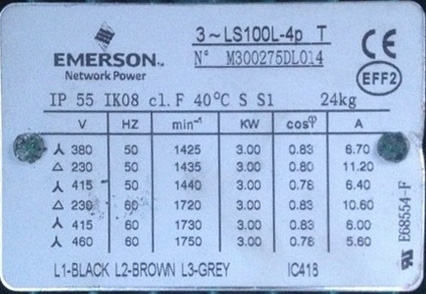 3~LS100L-4p T
N° M300275DL014
CE
EMERSON™
Network Power
EFF2
IP 55 IK08 cl.F 40°C S S1 24kg
V HZ min⁻¹ KW cosφ A
⅄ 380 50 1425 3.00 0.83 6.70
△ 230 50 1435 3.00 0.80 11.20
⅄ 415 50 1440 3.00 0.78 6.40
△ 230 60 1720 3.00 0.83 10.60
⅄ 415 60 1730 3.00 0.83 6.00
⅄ 460 60 1750 3.00 0.78 5.60
E68554-F
L1-BLACK L2-BROWN L3-GREY IC418